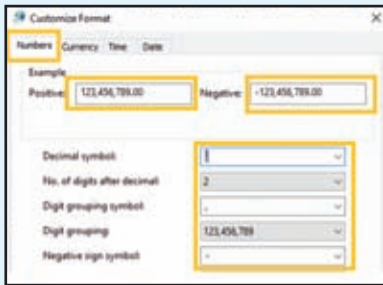 Customize Format
Numbers Currency Time Date
Example
Positive: 123,456,789.00 Negative: -123,456,789.00
Decimal symbol:
No. of digits after decimal: 2
Digit grouping symbol: ,
Digit grouping: 123,456,789
Negative sign symbol: -